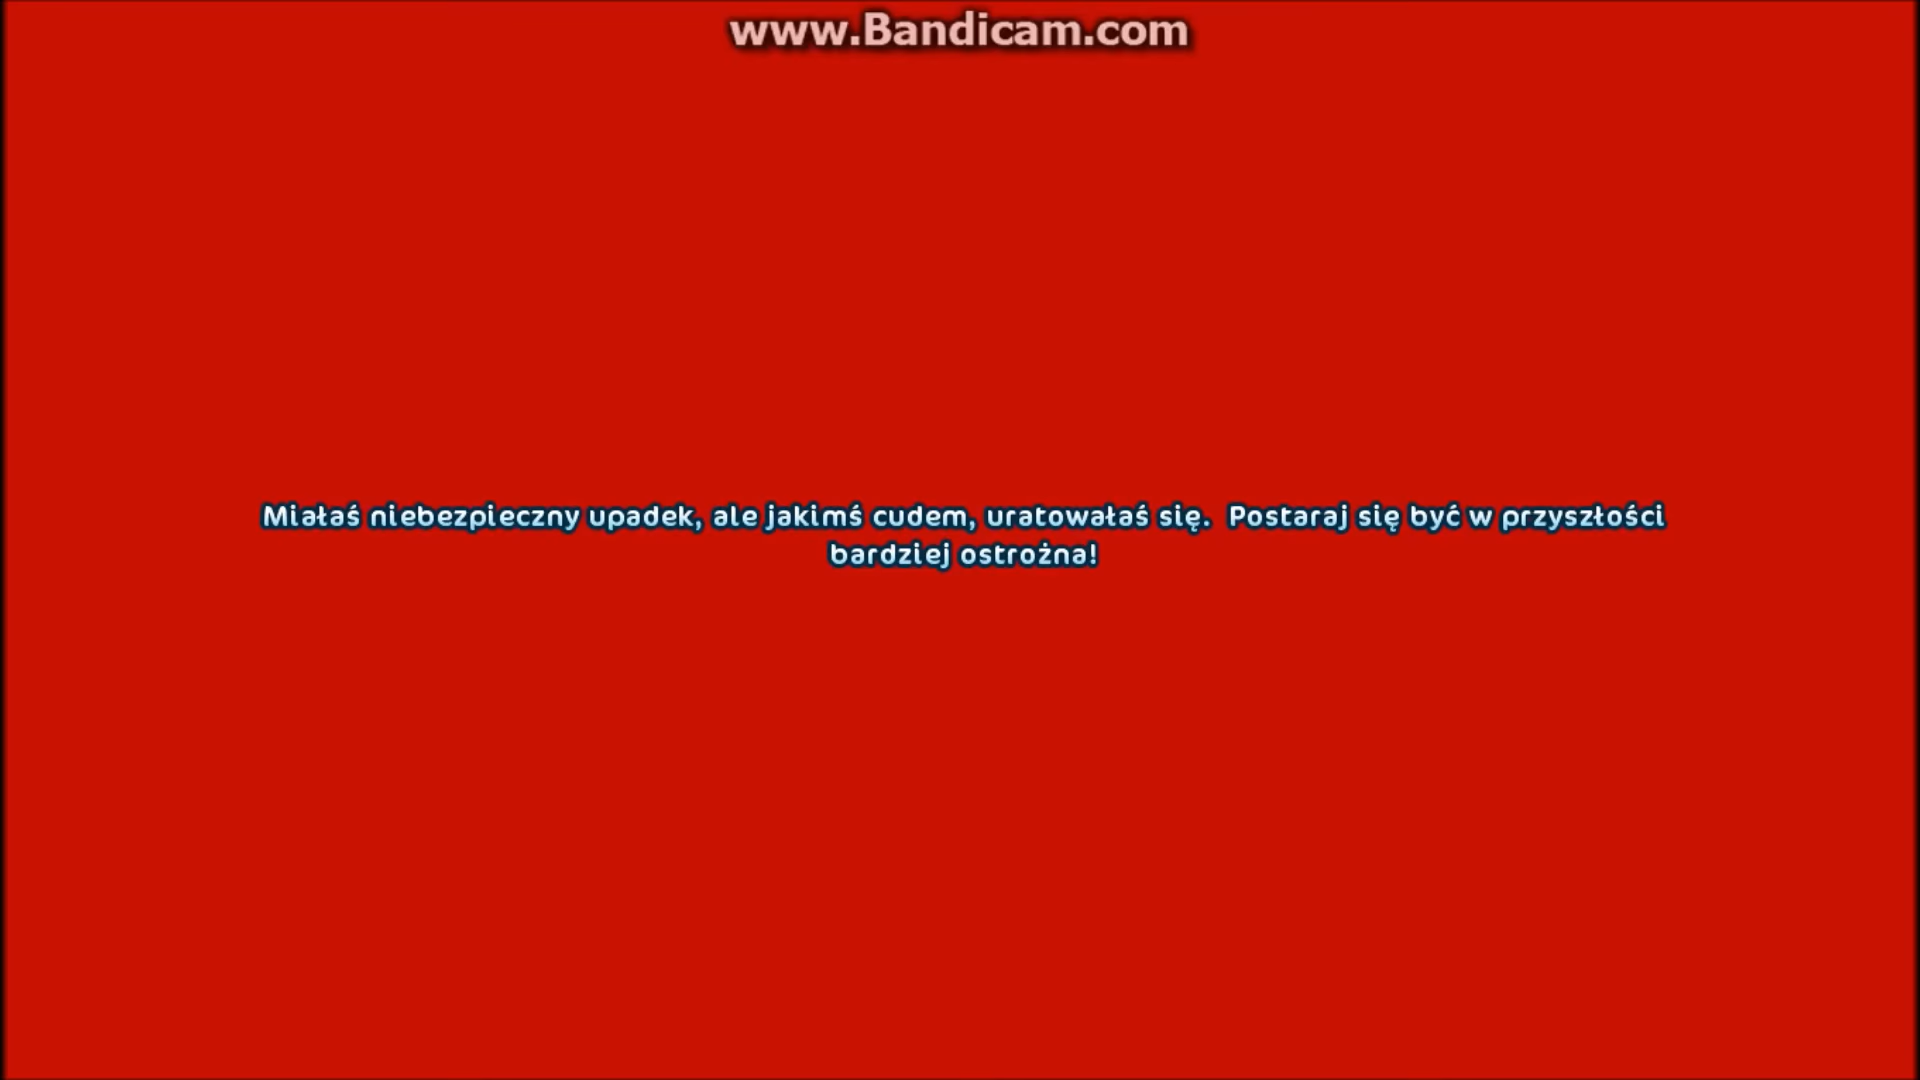 www.Bandicam.com
Miałaś niebezpieczny upadek, ale jakimś cudem, uratowałaś się.  Postaraj się być w przyszłości
bardziej ostrożna!